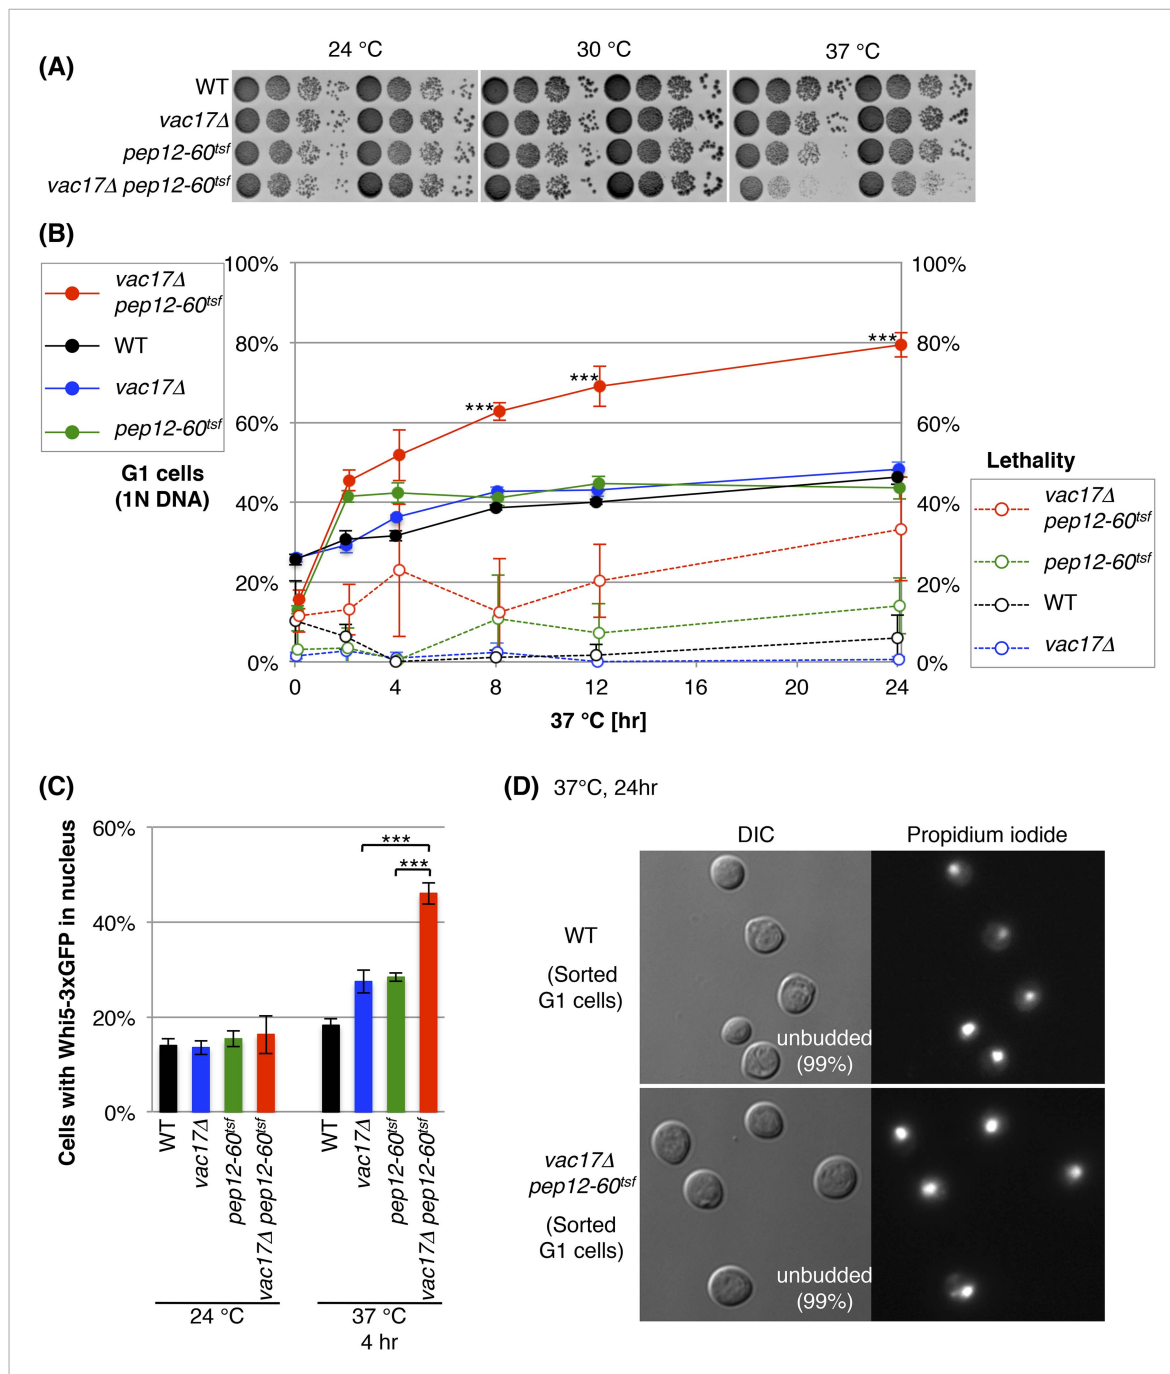 (A)
24 °C 30 °C 37 °C
WT
vac17Δ
pep12-60tsf
vac17Δ pep12-60tsf
(B)
vac17Δ
pep12-60tsf
WT
vac17Δ
pep12-60tsf
G1 cells
(1N DNA)
100% 100%
80% 80%
60% 60%
40% 40%
20% 20%
0% 0%
*** *** ***
0 4 8 12 16 20 24
37 °C [hr]
Lethality
vac17Δ
pep12-60tsf
pep12-60tsf
WT
vac17Δ
(C)
Cells with Whi5-3xGFP in nucleus
60%
40%
20%
0%
***
***
WT
vac17Δ
pep12-60tsf
vac17Δ pep12-60tsf
WT
vac17Δ
pep12-60tsf
vac17Δ pep12-60tsf
24 °C
37 °C
4 hr
(D) 37°C, 24hr
DIC Propidium iodide
WT
(Sorted
G1 cells)
unbudded
(99%)
vac17Δ
pep12-60tsf
(Sorted
G1 cells)
unbudded
(99%)